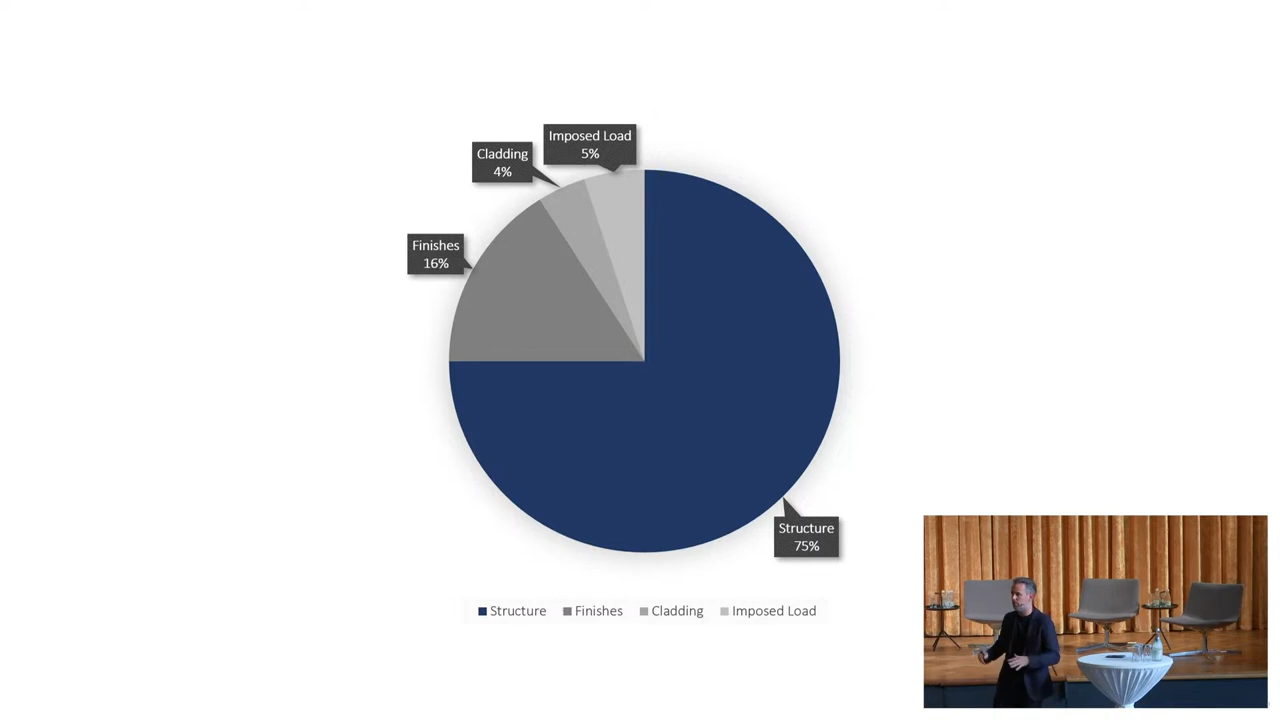 Imposed Load
5%
Cladding
4%
Finishes
16%
Structure
75%
Structure Finishes Cladding Imposed Load